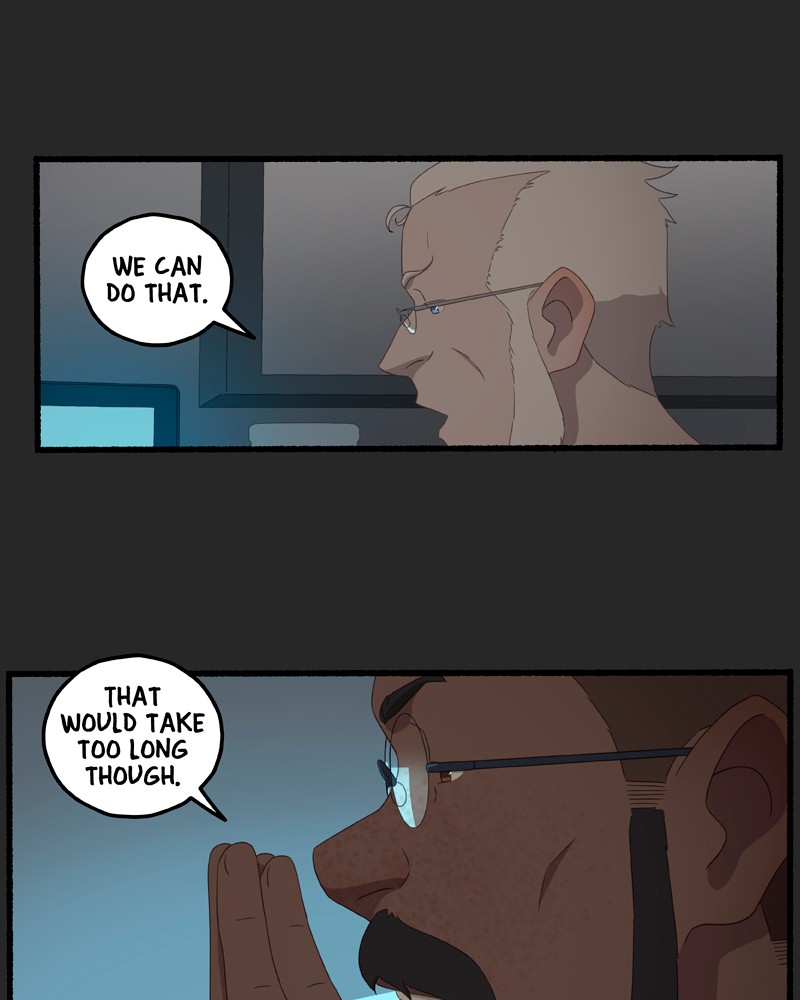 WE CAN
DO THAT.
THAT
WOULD TAKE
TOO LONG
THOUGH.